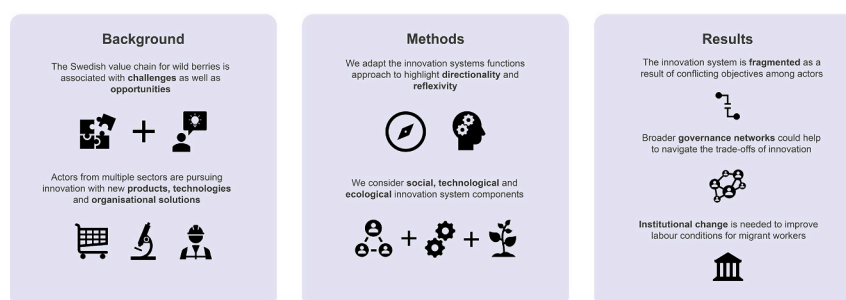 Background
The Swedish value chain for wild berries is
associated with challenges as well as
opportunities
Actors from multiple sectors are pursuing
innovation with new products, technologies
and organisational solutions
Methods
We adapt the innovation systems functions
approach to highlight directionality and
reflexivity
We consider social, technological and
ecological innovation system components
Results
The innovation system is fragmented as a
result of conflicting objectives among actors
Broader governance networks could help
to navigate the trade-offs of innovation
Institutional change is needed to improve
labour conditions for migrant workers